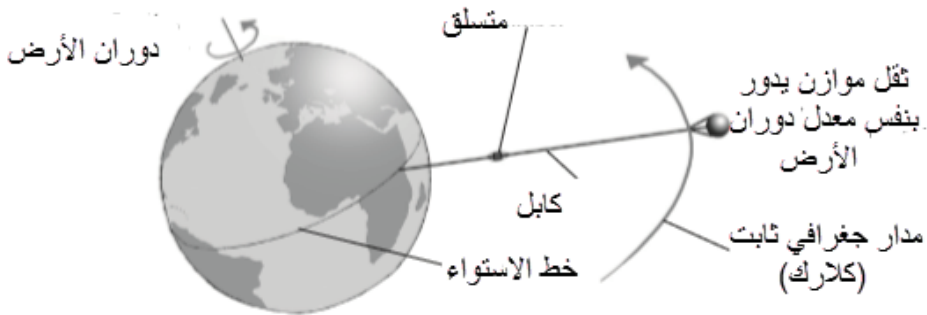 متسلق
دوران الأرض
ثقل موازن يدور
بنفس معدل دوران
الأرض
كابل
مدار جغرافي ثابت
(كلارك)
خط الاستواء